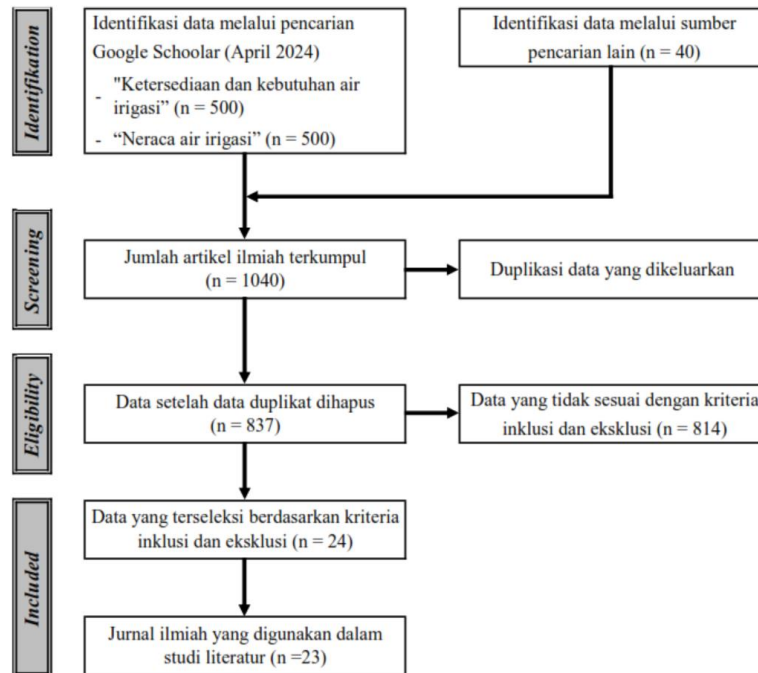 Identifikation
Identifikasi data melalui pencarian
Google Schoolar (April 2024)
- "Ketersediaan dan kebutuhan air
irigasi” (n = 500)
- “Neraca air irigasi” (n = 500)
Identifikasi data melalui sumber
pencarian lain (n = 40)
Screening
Jumlah artikel ilmiah terkumpul
(n = 1040)
Duplikasi data yang dikeluarkan
Eligibility
Data setelah data duplikat dihapus
(n = 837)
Data yang tidak sesuai dengan kriteria
inklusi dan eksklusi (n = 814)
Included
Data yang terseleksi berdasarkan kriteria
inklusi dan eksklusi (n = 24)
Jurnal ilmiah yang digunakan dalam
studi literatur (n =23)